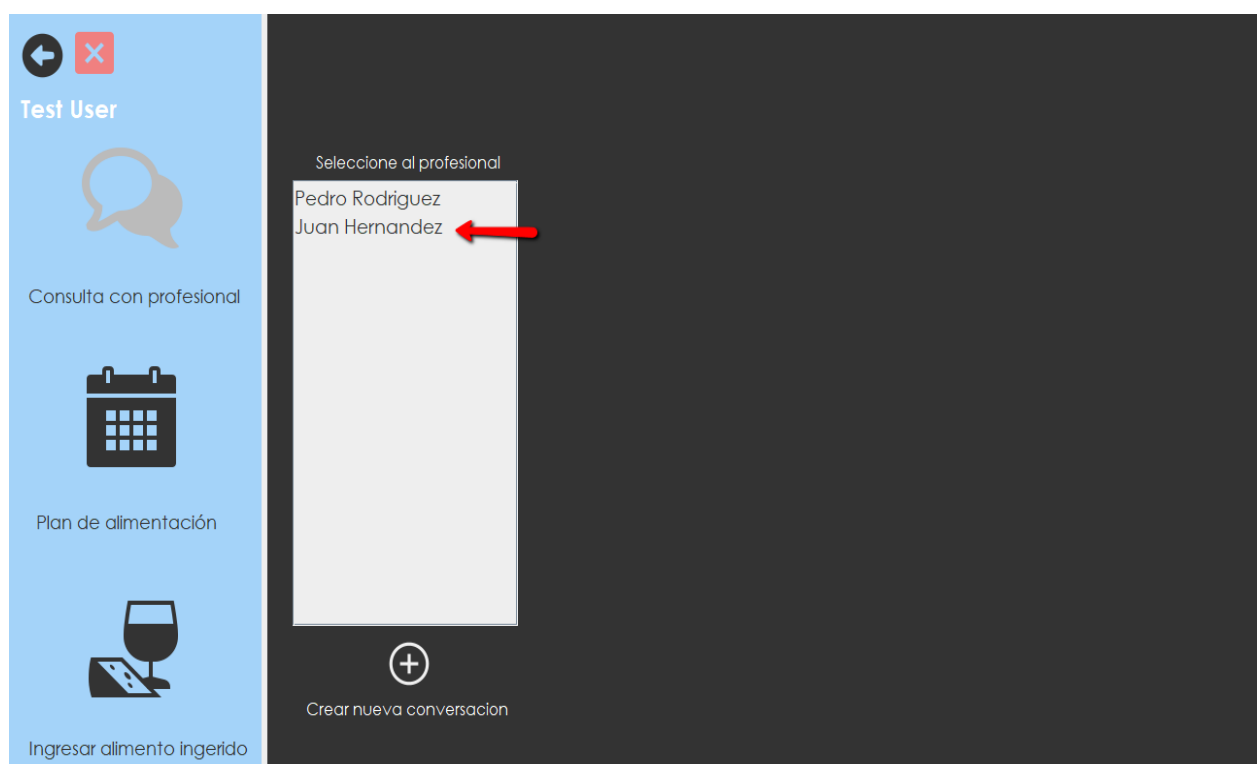 Test User
Consulta con profesional
Plan de alimentación
Ingresar alimento ingerido
Seleccione al profesional
Pedro Rodriguez
Juan Hernandez
Crear nueva conversacion